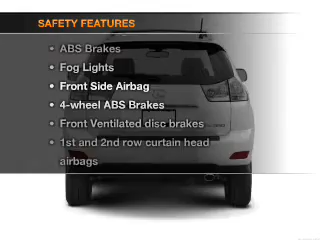 SAFETY FEATURES
• ABS Brakes
• Fog Lights
• Front Side Airbag
• 4-wheel ABS Brakes
• Front Ventilated disc brakes
• 1st and 2nd row curtain head
airbags